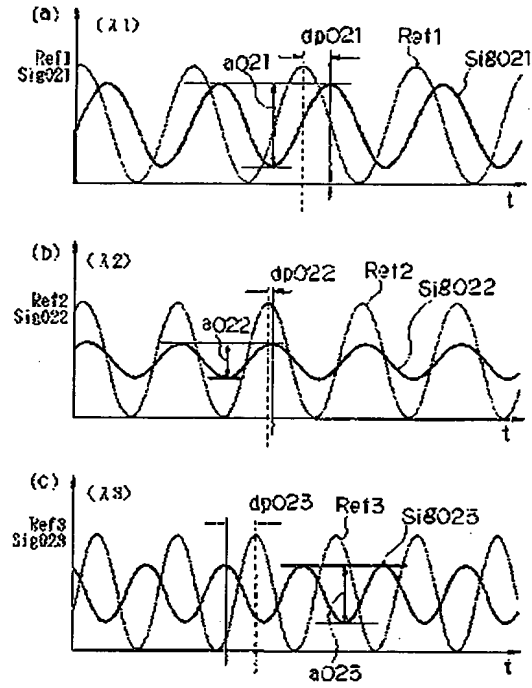 (a)
(λ1)
dp021
Ref1
Sig021
a021
Ref1
Sig021
t
(b)
(λ2)
dp022
Ref2
Sig022
a022
Ref2
Sig022
t
(c)
(λ3)
dp023
Ref3
Sig023
Ref3
Sig023
a023
t